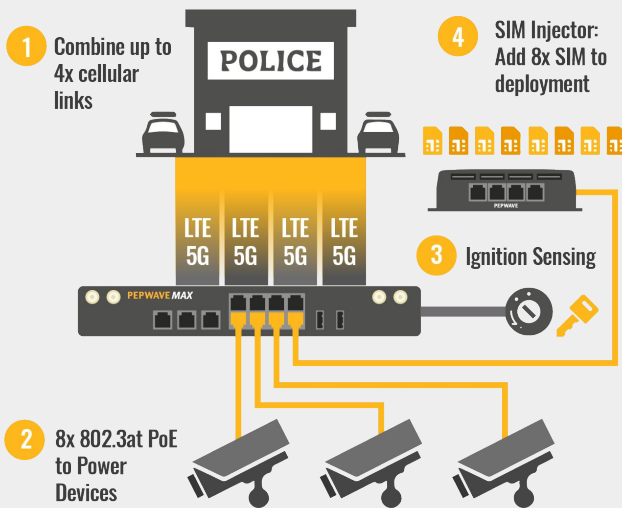 1
Combine up to
4x cellular
links
POLICE
4
SIM Injector:
Add 8x SIM to
deployment
PEPWAVE
LTE
5G
LTE
5G
LTE
5G
LTE
5G
3
Ignition Sensing
PEPWAVE MAX
2
8x 802.3at PoE
to Power
Devices